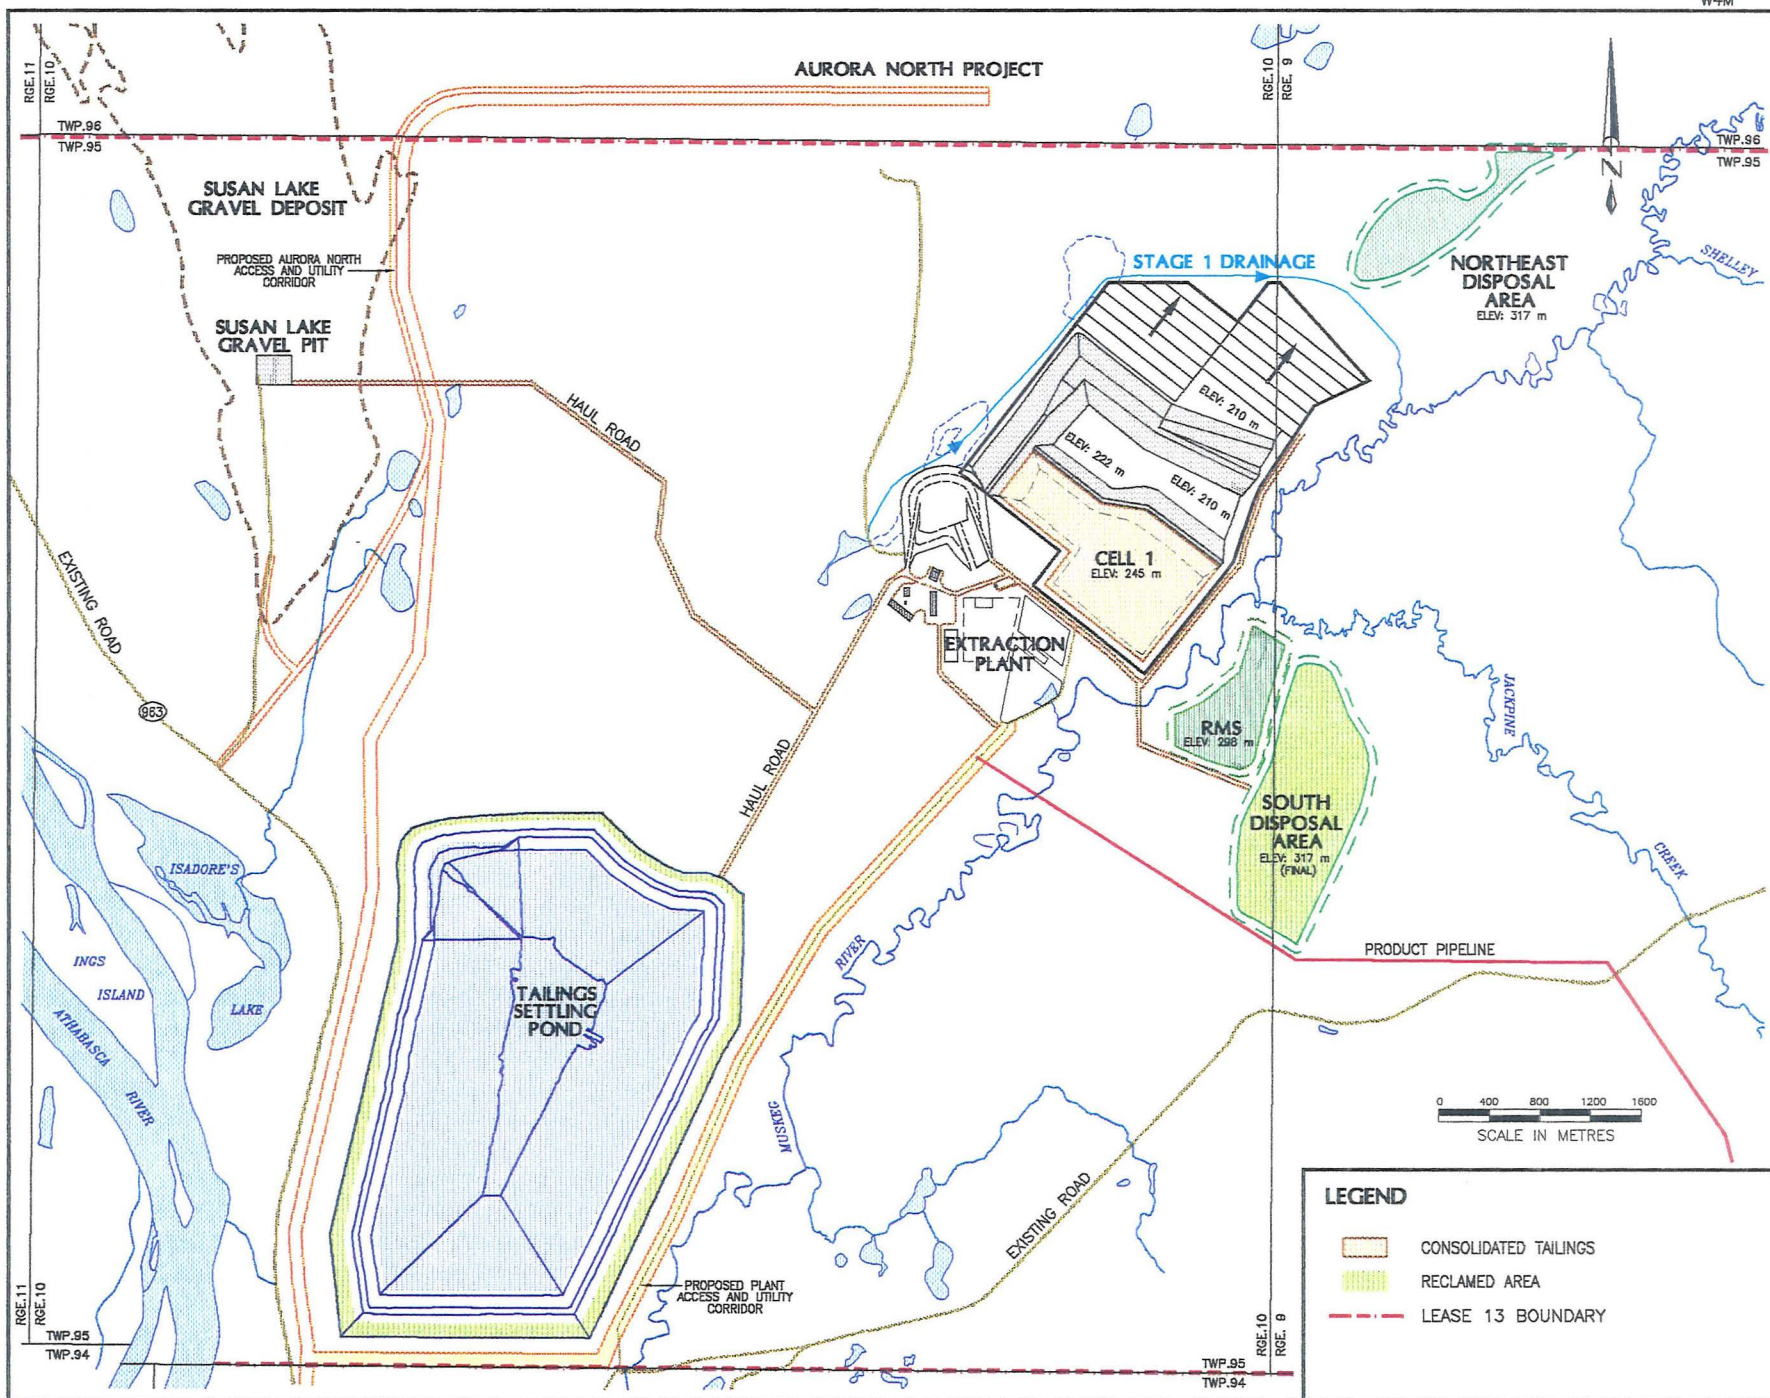 W4M
RGE.11
RGE.10
AURORA NORTH PROJECT
RGE.10
RGE. 9
TWP.96
TWP.95
TWP.96
TWP.95
N
SUSAN LAKE
GRAVEL DEPOSIT
PROPOSED AURORA NORTH
ACCESS AND UTILITY
CORRIDOR
STAGE 1 DRAINAGE
NORTHEAST
DISPOSAL
AREA
ELEV: 317 m
SHELLEY
SUSAN LAKE
GRAVEL PIT
HAUL ROAD
ELEV: 210 m
ELEV: 222 m
ELEV: 210 m
CELL 1
ELEV: 245 m
EXISTING ROAD
963
EXTRACTION
PLANT
RMS
ELEV: 298 m
JACKPINE
CREEK
HAUL ROAD
SOUTH
DISPOSAL
AREA
ELEV: 317 m
(FINAL)
ISADORE'S
LAKE
INGS
ISLAND
ATHABASCA
RIVER
TAILINGS
SETTLING
POND
RIVER
MUSKEG
PRODUCT PIPELINE
0 400 800 1200 1600
SCALE IN METRES
EXISTING ROAD
PROPOSED PLANT
ACCESS AND UTILITY
CORRIDOR
RGE.11
RGE.10
TWP.95
TWP.94
RGE.10
RGE. 9
TWP.95
TWP.94
LEGEND
CONSOLIDATED TAILINGS
RECLAIMED AREA
LEASE 13 BOUNDARY